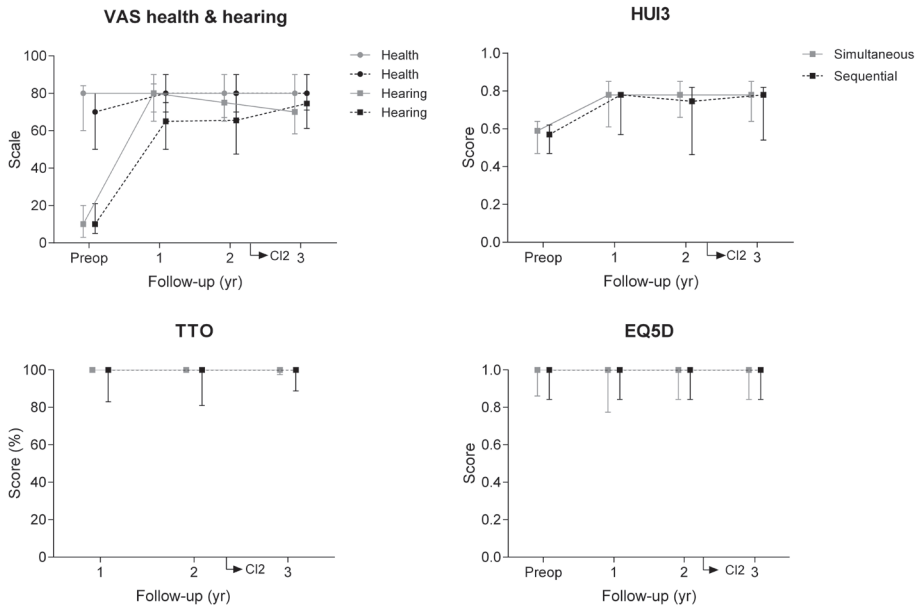 VAS health & hearing
100
80
60
40
20
0
Scale
Preop 1 2 CI2 3
Follow-up (yr)
Health
Health
Hearing
Hearing
HUI3
1.0
0.8
0.6
0.4
0.2
0.0
Score
Preop 1 2 CI2 3
Follow-up (yr)
Simultaneous
Sequential
TTO
100
80
60
40
20
0
Score (%)
1 2 CI2 3
Follow-up (yr)
EQ5D
1.0
0.8
0.6
0.4
0.2
0.0
Score
Preop 1 2 CI2 3
Follow-up (yr)